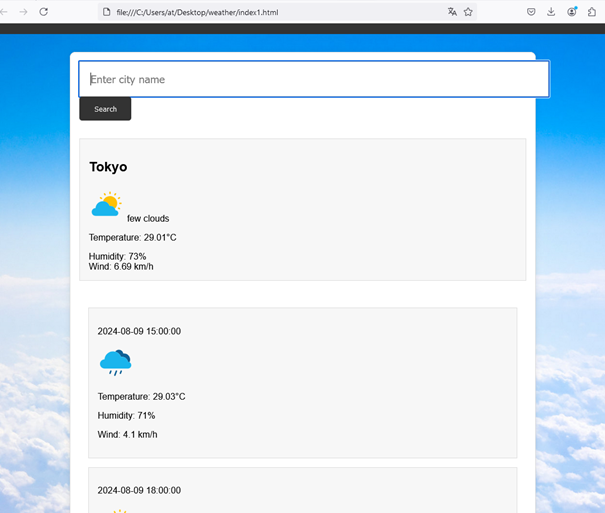 file:///C:/Users/at/Desktop/weather/index1.html
Enter city name
Search
Tokyo
few clouds
Temperature: 29.01°C
Humidity: 73%
Wind: 6.69 km/h
2024-08-09 15:00:00
Temperature: 29.03°C
Humidity: 71%
Wind: 4.1 km/h
2024-08-09 18:00:00